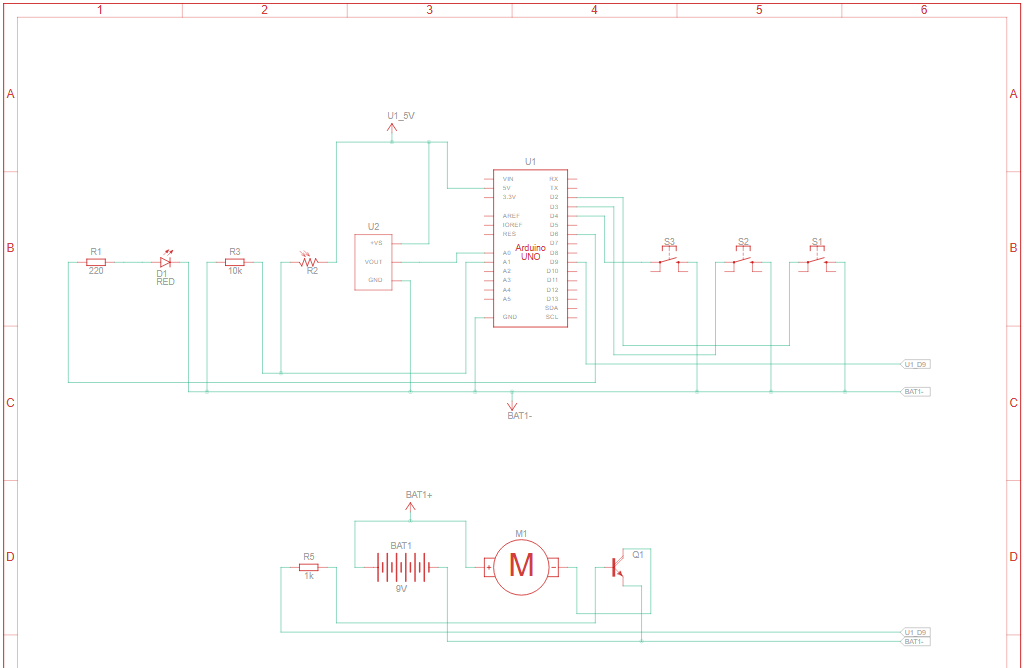 1 2 3 4 5 6
A A
U1_5V
U1
VIN RX
5V TX
3.3V D2
D3
AREF D4
IOREF D5
RES D6
D7
A0 D8
A1 D9
A2 D10
A3 D11
A4 D12
A5 D13
SDA
GND SCL
Arduino
UNO
U2
+VS
VOUT
GND
B B
R1
220
D1
RED
R3
10k
R2
S3 S2 S1
U1_D9
BAT1-
C C
BAT1-
BAT1+
D D
R5
1k
BAT1
9V
M1
+ M -
Q1
U1_D9
BAT1-